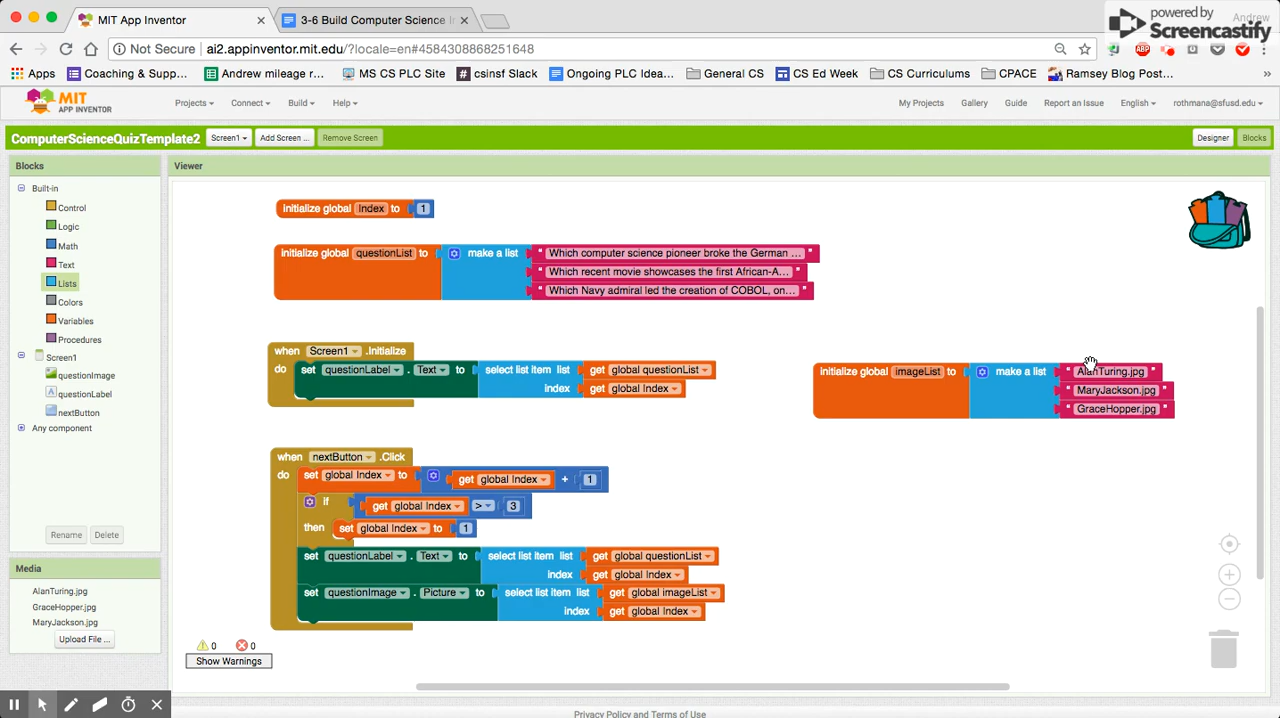 MIT App Inventor
3-6 Build Computer Science I
Andrew
powered by
Screencastify
Not Secure ai2.appinventor.mit.edu/?locale=en#4584308868251648
Apps Coaching & Supp... Andrew mileage r... MS CS PLC Site csinsf Slack Ongoing PLC Idea... General CS CS Ed Week CS Curriculums CPACE Ramsey Blog Post... »
MIT
APP INVENTOR
Projects Connect Build Help My Projects Gallery Guide Report an Issue English rothmana@sfusd.edu
ComputerScienceQuizTemplate2 Screen1 Add Screen ... Remove Screen Designer Blocks
Blocks
Viewer
Built-in
Control
Logic
Math
Text
Lists
Colors
Variables
Procedures
Screen1
questionImage
questionLabel
nextButton
Any component
Rename Delete
Media
AlanTuring.jpg
GraceHopper.jpg
MaryJackson.jpg
Upload File ...
initialize global Index to 1
initialize global questionList to make a list " Which computer science pioneer broke the German ... "
" Which recent movie showcases the first African-A... "
" Which Navy admiral led the creation of COBOL, on... "
when Screen1 .Initialize
do set questionLabel . Text to select list item list get global questionList
index get global Index
initialize global imageList to make a list " AlanTuring.jpg "
" MaryJackson.jpg "
" GraceHopper.jpg "
when nextButton .Click
do set global Index to get global Index + 1
if get global Index > 3
then set global Index to 1
set questionLabel . Text to select list item list get global questionList
index get global Index
set questionImage . Picture to select list item list get global imageList
index get global Index
0 0
Show Warnings
Privacy Policy and Terms of Use